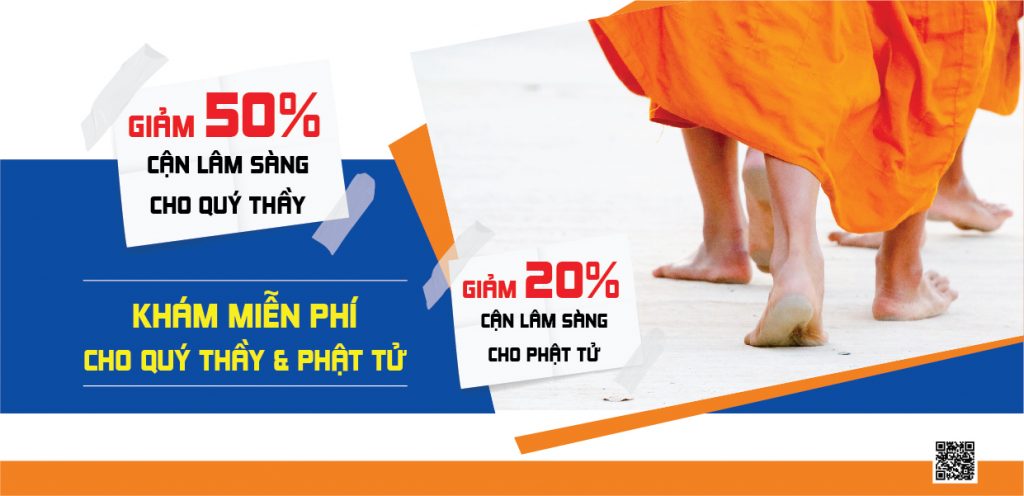 GIẢM 50%
CẬN LÂM SÀNG
CHO QUÝ THẦY
GIẢM 20%
CẬN LÂM SÀNG
CHO PHẬT TỬ
KHÁM MIỄN PHÍ
CHO QUÝ THẦY & PHẬT TỬ